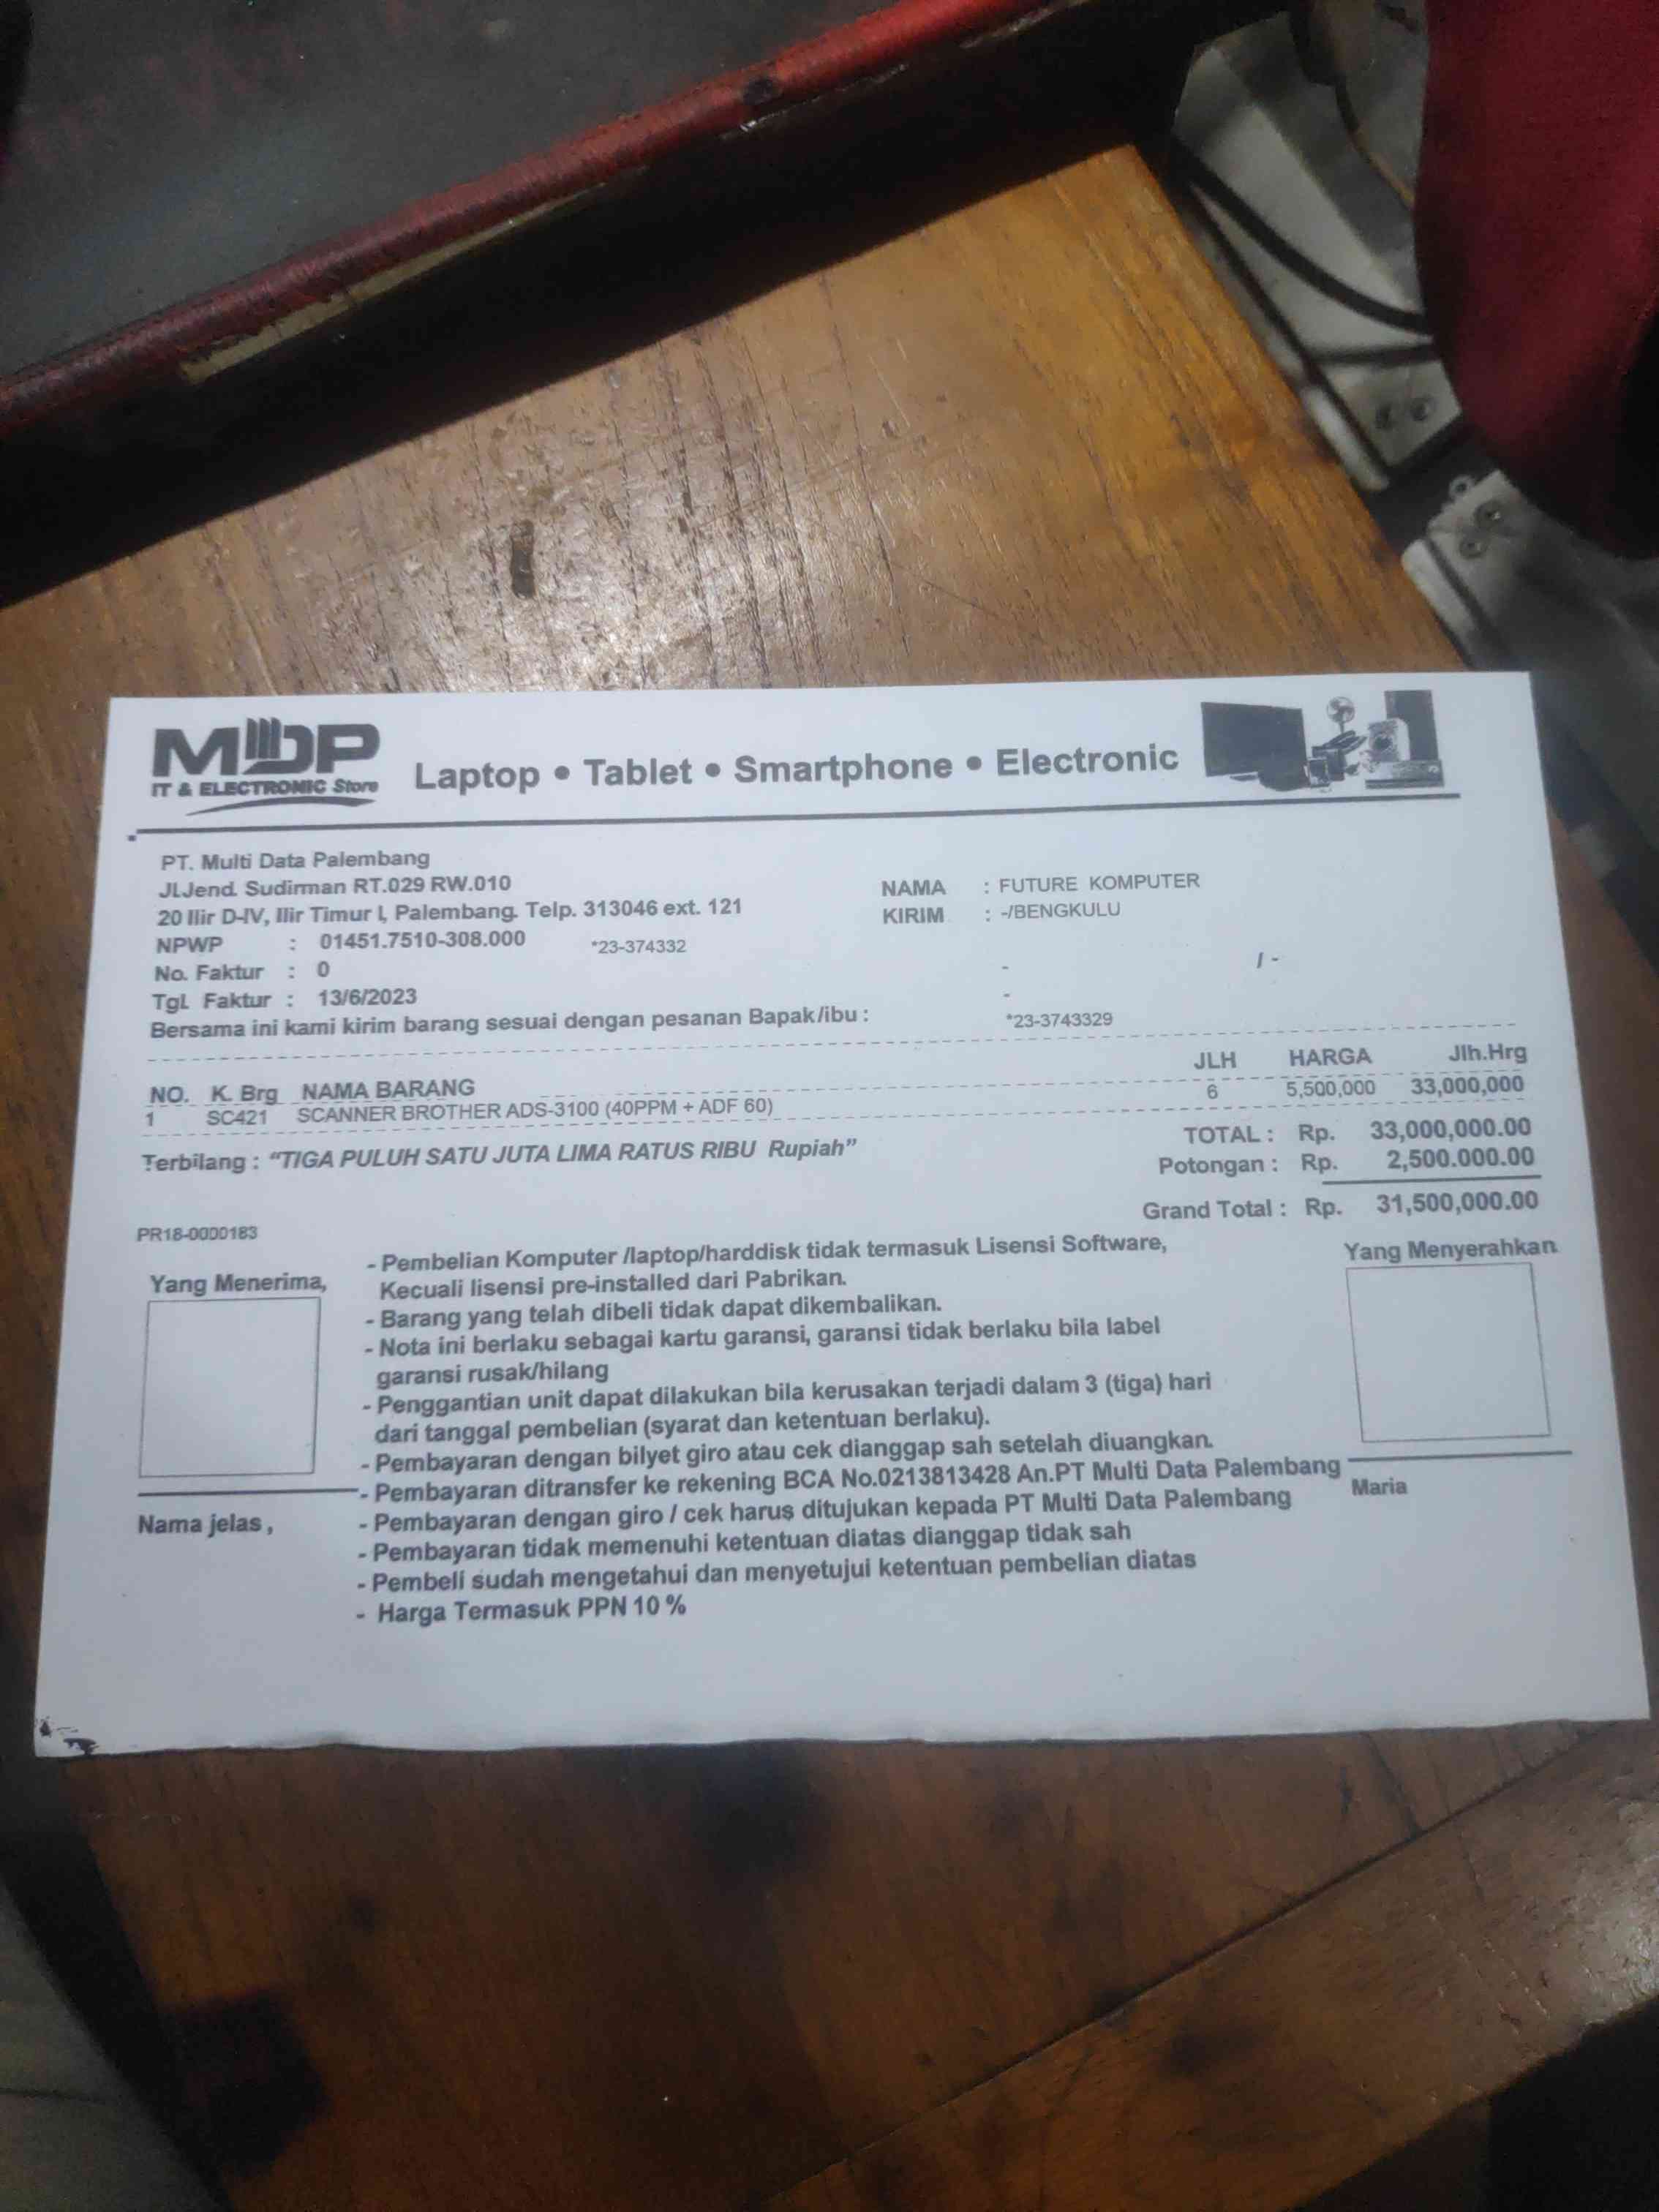 MDP
IT & ELECTRONIC Store
Laptop • Tablet • Smartphone • Electronic
PT. Multi Data Palembang
Jl.Jend. Sudirman RT.029 RW.010
20 Ilir D-IV, Ilir Timur I, Palembang. Telp. 313046 ext. 121
NPWP : 01451.7510-308.000 *23-374332
No. Faktur : 0
Tgl. Faktur : 13/6/2023
Bersama ini kami kirim barang sesuai dengan pesanan Bapak/ibu :
NAMA : FUTURE KOMPUTER
KIRIM : -/BENGKULU
- / -
-
*23-3743329
NO. K. Brg NAMA BARANG JLH HARGA Jlh.Hrg
1 SC421 SCANNER BROTHER ADS-3100 (40PPM + ADF 60) 6 5,500,000 33,000,000
Terbilang : “TIGA PULUH SATU JUTA LIMA RATUS RIBU Rupiah”
TOTAL : Rp. 33,000,000.00
Potongan : Rp. 2,500.000.00
Grand Total : Rp. 31,500,000.00
PR18-0000183
Yang Menerima,
Nama jelas ,
- Pembelian Komputer /laptop/harddisk tidak termasuk Lisensi Software,
Kecuali lisensi pre-installed dari Pabrikan.
- Barang yang telah dibeli tidak dapat dikembalikan.
- Nota ini berlaku sebagai kartu garansi, garansi tidak berlaku bila label
garansi rusak/hilang
- Penggantian unit dapat dilakukan bila kerusakan terjadi dalam 3 (tiga) hari
dari tanggal pembelian (syarat dan ketentuan berlaku).
- Pembayaran dengan bilyet giro atau cek dianggap sah setelah diuangkan.
- Pembayaran ditransfer ke rekening BCA No.0213813428 An.PT Multi Data Palembang
- Pembayaran dengan giro / cek harus ditujukan kepada PT Multi Data Palembang
- Pembayaran tidak memenuhi ketentuan diatas dianggap tidak sah
- Pembeli sudah mengetahui dan menyetujui ketentuan pembelian diatas
- Harga Termasuk PPN 10 %
Yang Menyerahkan
Maria